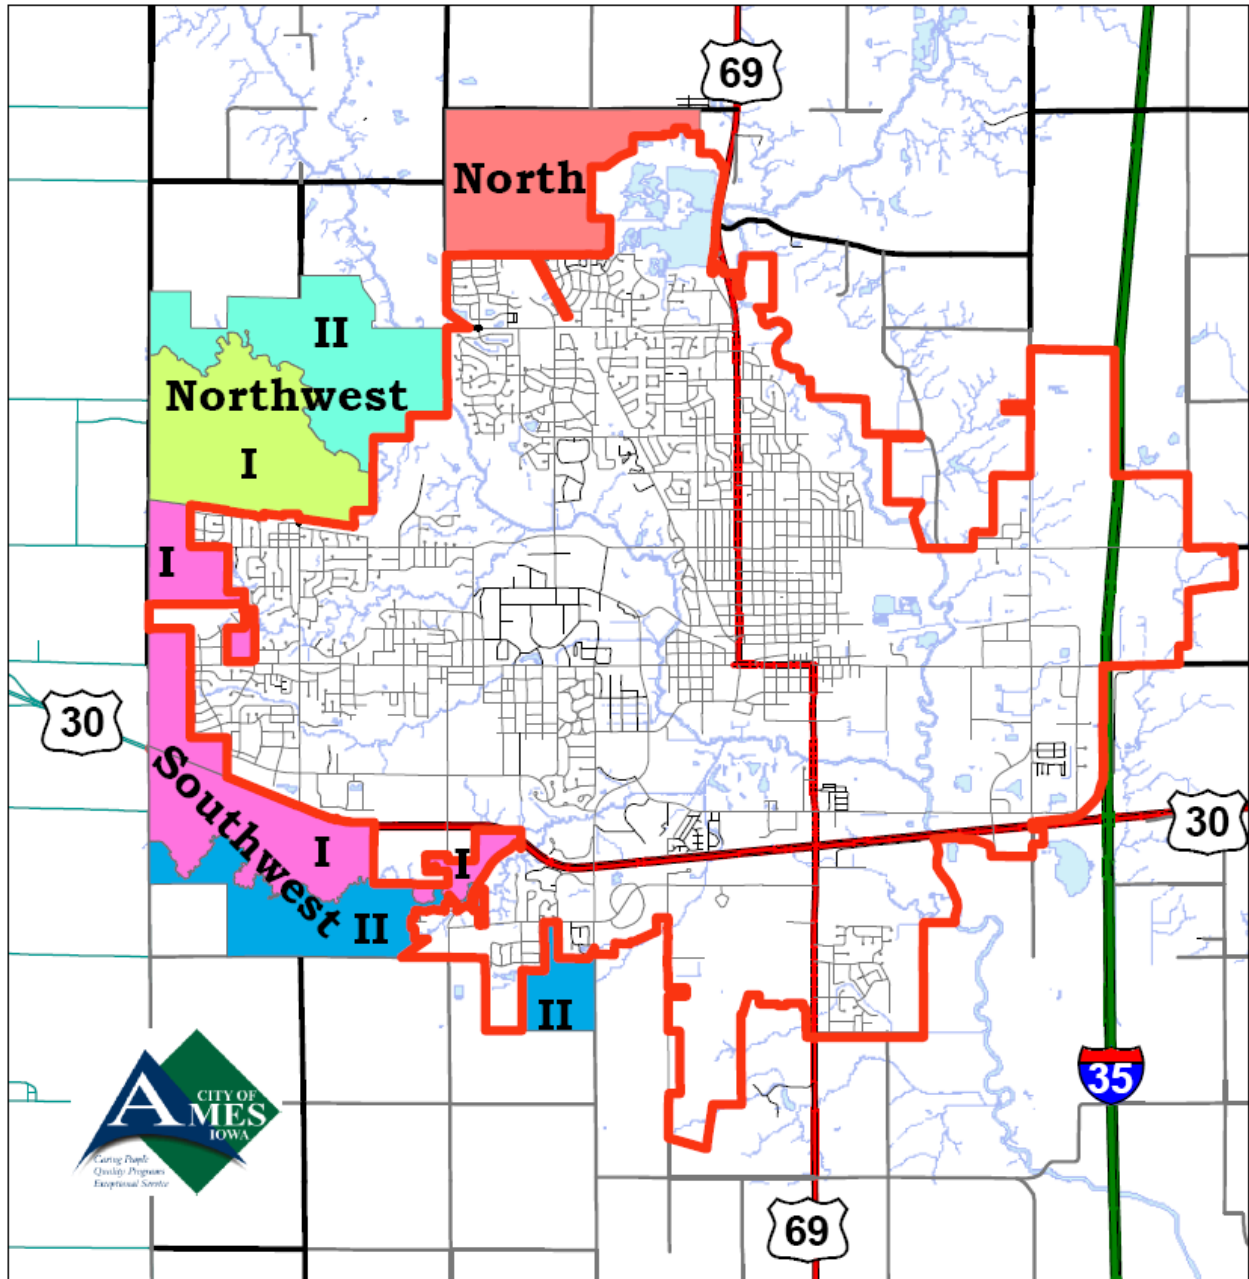 69
North
II
Northwest
I
I
30
Southwest
I
I
II
II
30
35
69
CITY OF
AMES
IOWA
Caring People
Quality Programs
Exceptional Service